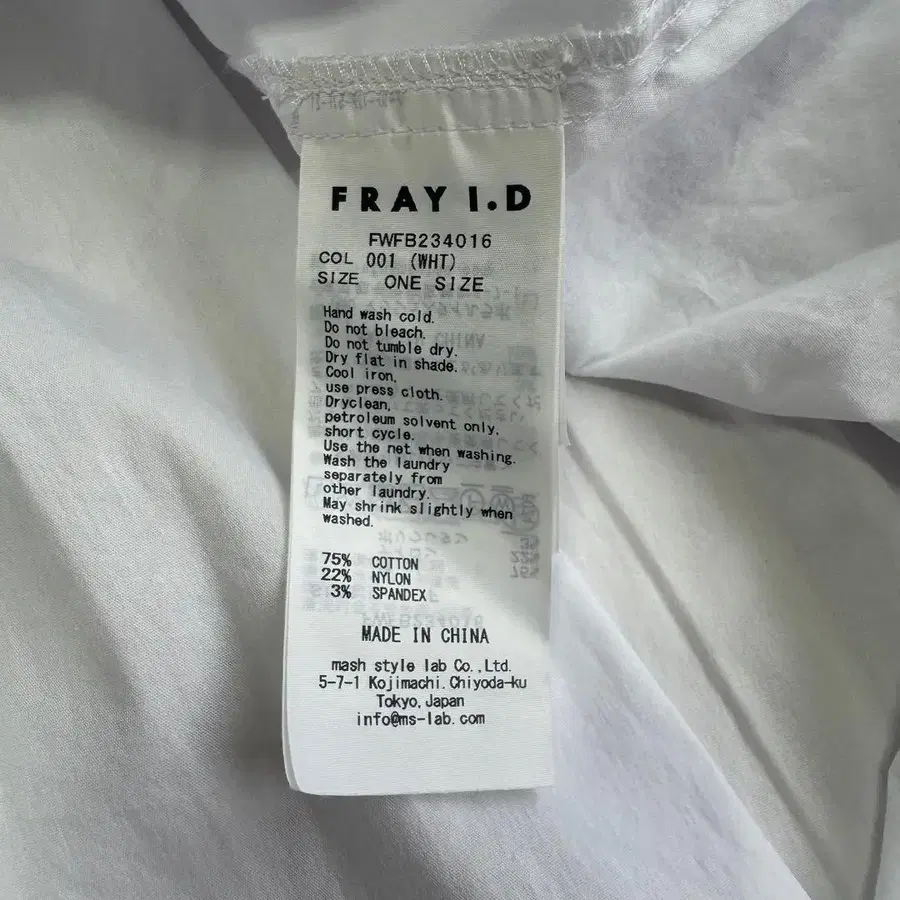 FRAY I.D
FWFB234016
COL 001 (WHT)
SIZE ONE SIZE
Hand wash cold.
Do not bleach.
Do not tumble dry.
Dry flat in shade.
Cool iron,
use press cloth.
Dryclean,
petroleum solvent only,
short cycle.
Use the net when washing.
Wash the laundry
separately from
other laundry.
May shrink slightly when
washed.
75% COTTON
22% NYLON
3% SPANDEX
MADE IN CHINA
mash style lab Co.,Ltd.
5-7-1 Kojimachi.Chiyoda-ku
Tokyo,Japan
info@ms-lab.com